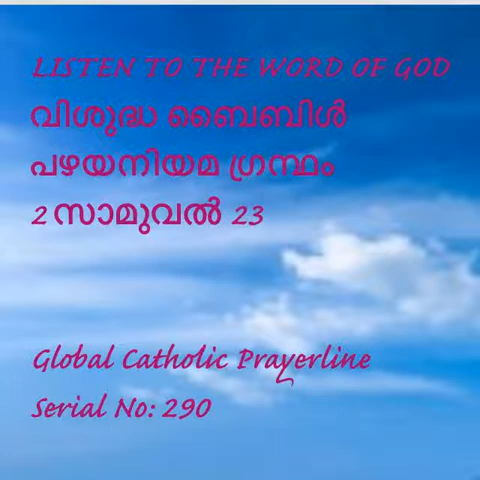 LISTEN TO THE WORD OF GOD
വിശുദ്ധ ബൈബിൾ
പഴയനിയമ ഗ്രന്ഥം
2 സാമുവൽ 23
Global Catholic Prayerline
Serial No: 290